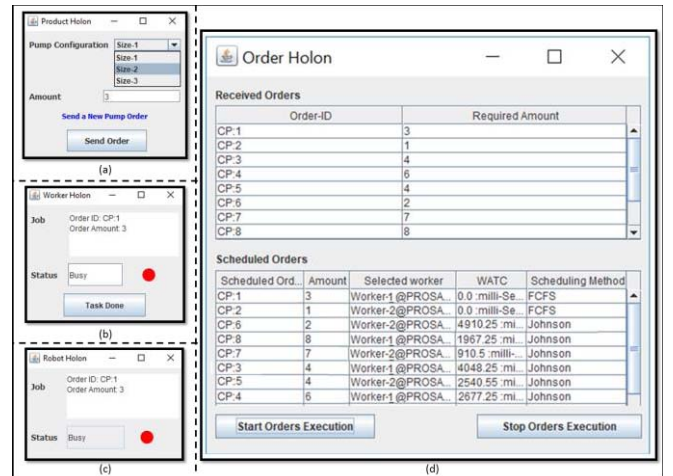 Product Holon
Pump Configuration Size-1
Size-1
Size-2
Size-3
Amount 3
Send a New Pump Order
Send Order
(a)
Worker Holon
Job Order ID: CP:1
Order Amount: 3
Status Busy
Task Done
(b)
Robot Holon
Job Order ID: CP:1
Order Amount: 3
Status Busy
(c)
Order Holon
Received Orders
Order-ID Required Amount
CP:1 3
CP:2 1
CP:3 4
CP:4 6
CP:5 4
CP:6 2
CP:7 7
CP:8 8
Scheduled Orders
Scheduled Ord... Amount Selected worker WATC Scheduling Method
CP:1 3 Worker-1@PROSA... 0.0 :milli-Se... FCFS
CP:2 1 Worker-2@PROSA... 0.0 :milli-Se... FCFS
CP:6 2 Worker-2@PROSA... 4910.25 :mi... Johnson
CP:8 8 Worker-1@PROSA... 1967.25 :mi... Johnson
CP:7 7 Worker-2@PROSA... 910.5 :milli-... Johnson
CP:3 4 Worker-1@PROSA... 4048.25 :mi... Johnson
CP:5 4 Worker-2@PROSA... 2540.55 :mi... Johnson
CP:4 6 Worker-1@PROSA... 2677.25 :mi... Johnson
Start Orders Execution Stop Orders Execution
(d)